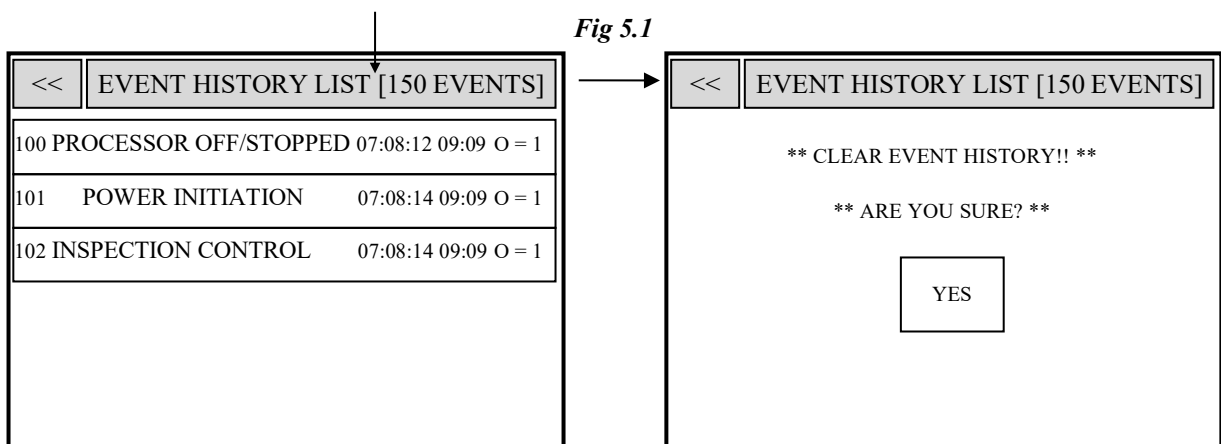 Fig 5.1
<< EVENT HISTORY LIST [150 EVENTS]
100 PROCESSOR OFF/STOPPED 07:08:12 09:09 O = 1
101 POWER INITIATION 07:08:14 09:09 O = 1
102 INSPECTION CONTROL 07:08:14 09:09 O = 1
<< EVENT HISTORY LIST [150 EVENTS]
** CLEAR EVENT HISTORY!! **
** ARE YOU SURE? **
YES